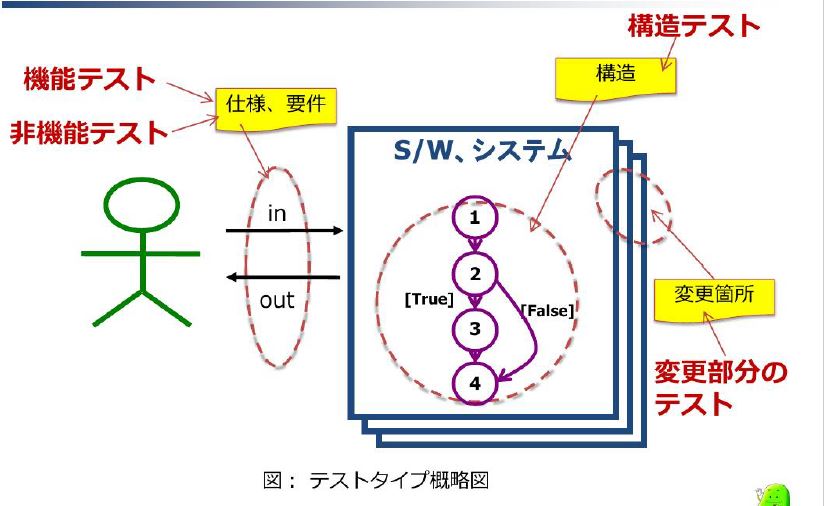 構造テスト
機能テスト
構造
仕様、要件
非機能テスト
S/W、システム
in
1
2
out
[True]
[False]
変更箇所
3
4
変更部分の
テスト
図： テストタイプ概略図